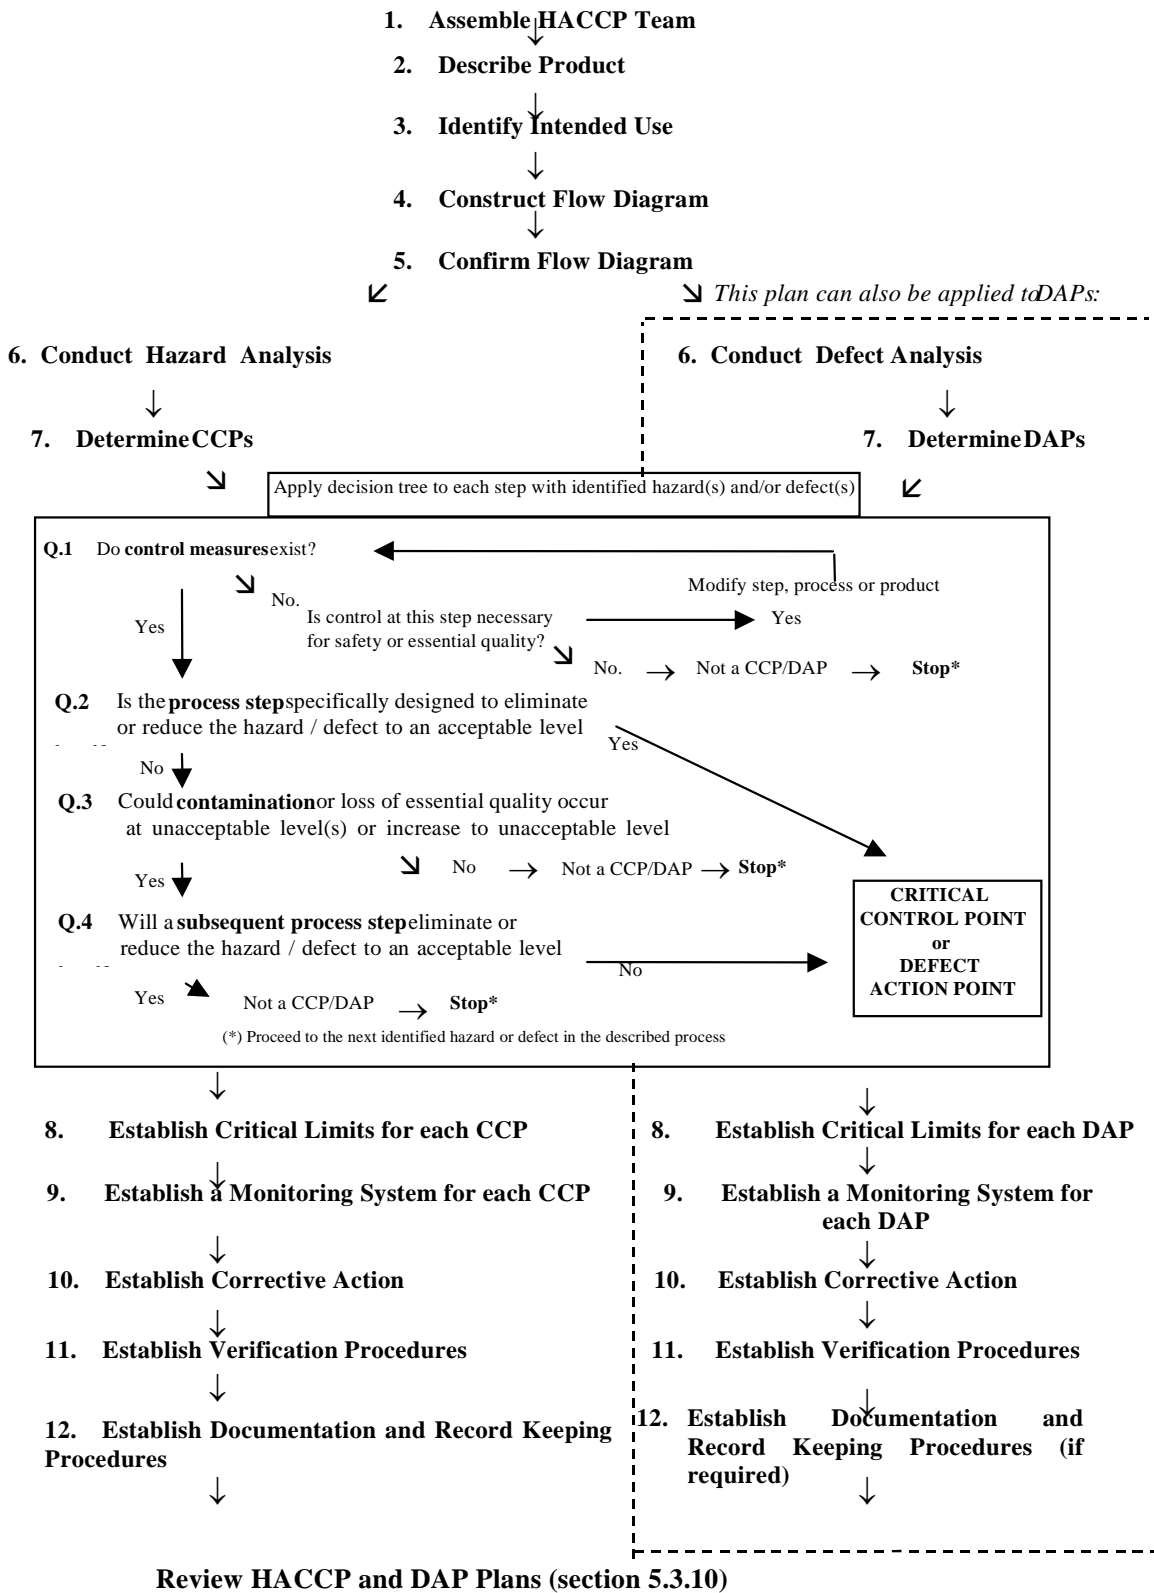 1. Assemble HACCP Team
2. Describe Product
3. Identify Intended Use
4. Construct Flow Diagram
5. Confirm Flow Diagram
This plan can also be applied to DAPs:
6. Conduct Hazard Analysis
6. Conduct Defect Analysis
7. Determine CCPs
7. Determine DAPs
Apply decision tree to each step with identified hazard(s) and/or defect(s)
Q.1 Do control measures exist?
Modify step, process or product
No.
Is control at this step necessary
for safety or essential quality?
Yes
Yes
No. → Not a CCP/DAP → Stop*
Q.2 Is the process step specifically designed to eliminate
or reduce the hazard / defect to an acceptable level
Yes
No
Q.3 Could contamination or loss of essential quality occur
at unacceptable level(s) or increase to unacceptable level
No → Not a CCP/DAP → Stop*
Yes
Q.4 Will a subsequent process step eliminate or
reduce the hazard / defect to an acceptable level
No
CRITICAL
CONTROL POINT
or
DEFECT
ACTION POINT
Yes
Not a CCP/DAP → Stop*
(*) Proceed to the next identified hazard or defect in the described process
8. Establish Critical Limits for each CCP
8. Establish Critical Limits for each DAP
9. Establish a Monitoring System for each CCP
9. Establish a Monitoring System for
each DAP
10. Establish Corrective Action
10. Establish Corrective Action
11. Establish Verification Procedures
11. Establish Verification Procedures
12. Establish Documentation and Record Keeping
Procedures
12. Establish Documentation and
Record Keeping Procedures (if
required)
Review HACCP and DAP Plans (section 5.3.10)